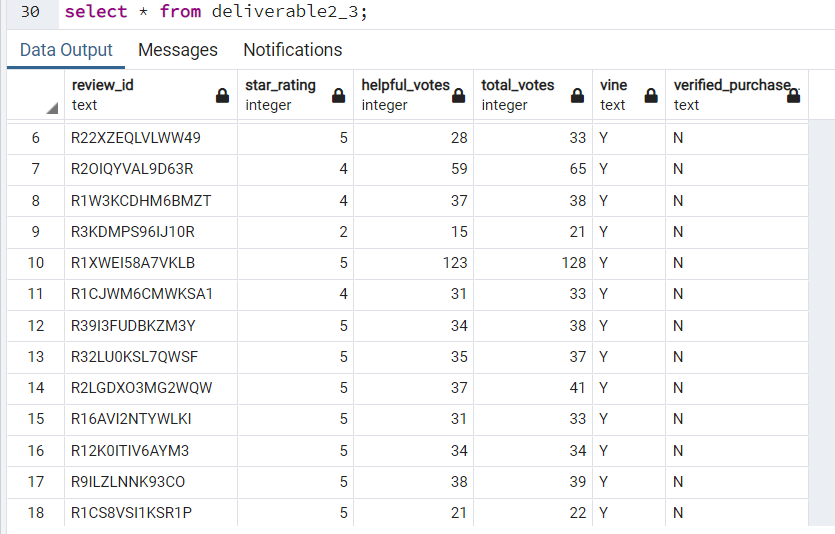 30 select * from deliverable2_3;
Data Output Messages Notifications
review_id star_rating helpful_votes total_votes vine verified_purchase
text integer integer integer text text
6 R22XZEQLVLWW49 5 28 33 Y N
7 R2OIQYVAL9D63R 4 59 65 Y N
8 R1W3KCDHM6BMZT 4 37 38 Y N
9 R3KDMPS96IJ10R 2 15 21 Y N
10 R1XWEI58A7VKLB 5 123 128 Y N
11 R1CJWM6CMWKSA1 4 31 33 Y N
12 R39I3FUDBKZM3Y 5 34 38 Y N
13 R32LU0KSL7QWSF 5 35 37 Y N
14 R2LGDXO3MG2WQW 5 37 41 Y N
15 R16AVI2NTYWLKI 5 31 33 Y N
16 R12K0ITIV6AYM3 5 34 34 Y N
17 R9ILZLNNK93CO 5 38 39 Y N
18 R1CS8VSI1KSR1P 5 21 22 Y N